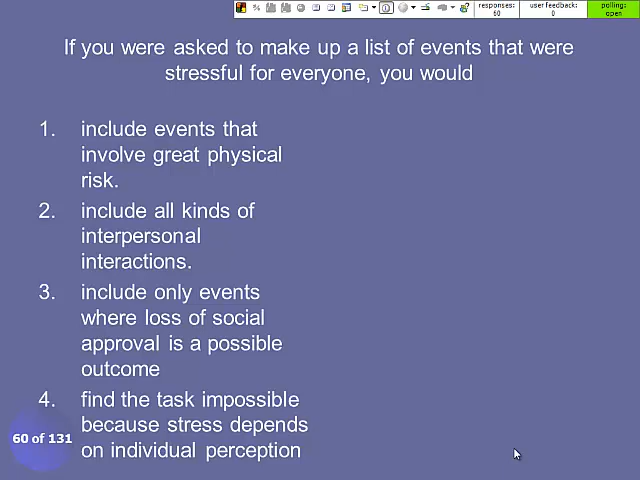 responses:
60
user feedback:
0
polling:
open
If you were asked to make up a list of events that were
stressful for everyone, you would
1. include events that
involve great physical
risk.
2. include all kinds of
interpersonal
interactions.
3. include only events
where loss of social
approval is a possible
outcome
4. find the task impossible
because stress depends
on individual perception
60 of 131